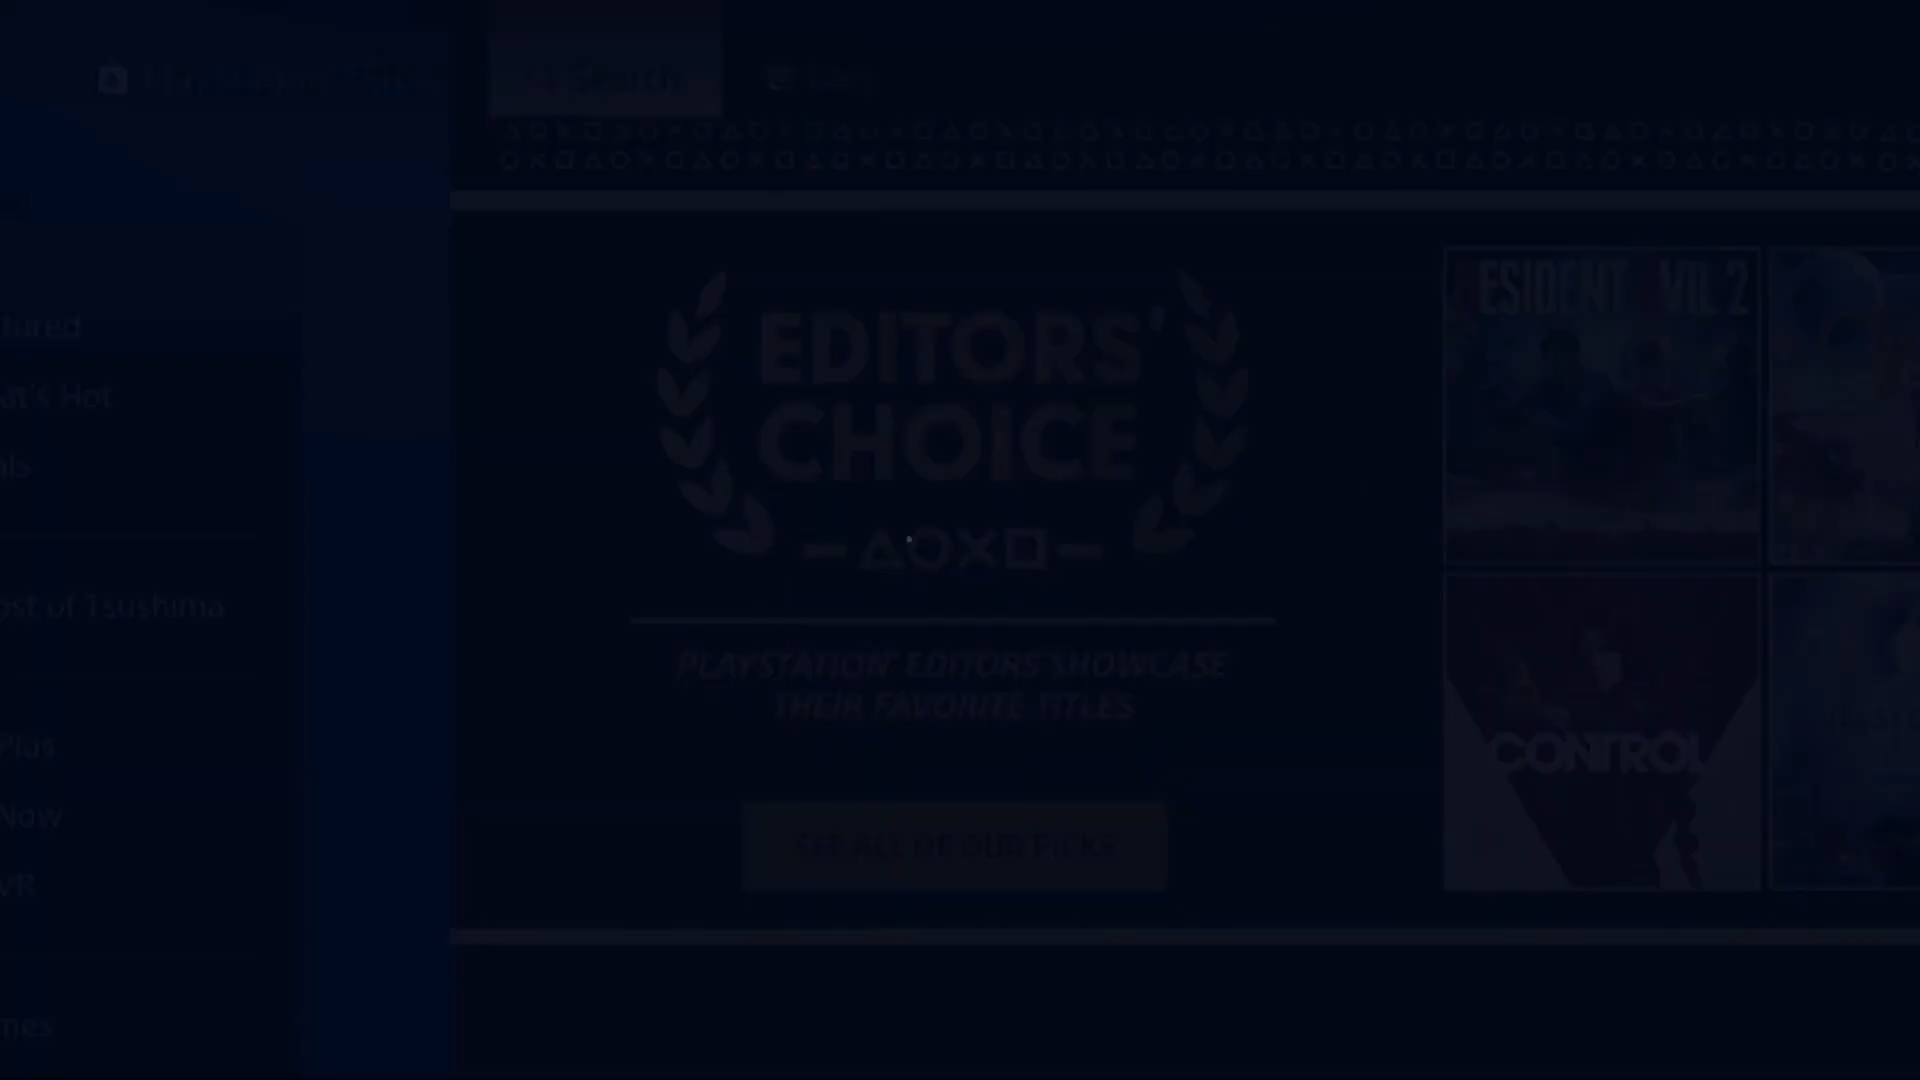 Search
tured
at's Hot
als
ost of Tsushima
Plus
Now
VR
mes
EDITORS'
CHOICE
PLAYSTATION EDITORS SHOWCASE
THEIR FAVORITE TITLES
SEE ALL OF OUR PICKS
ESIDENT VIL 2
CONTROL